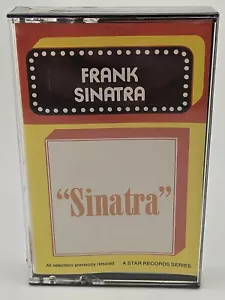 FRANK
SINATRA
"Sinatra"
All selections previously released
A STAR RECORDS SERIES